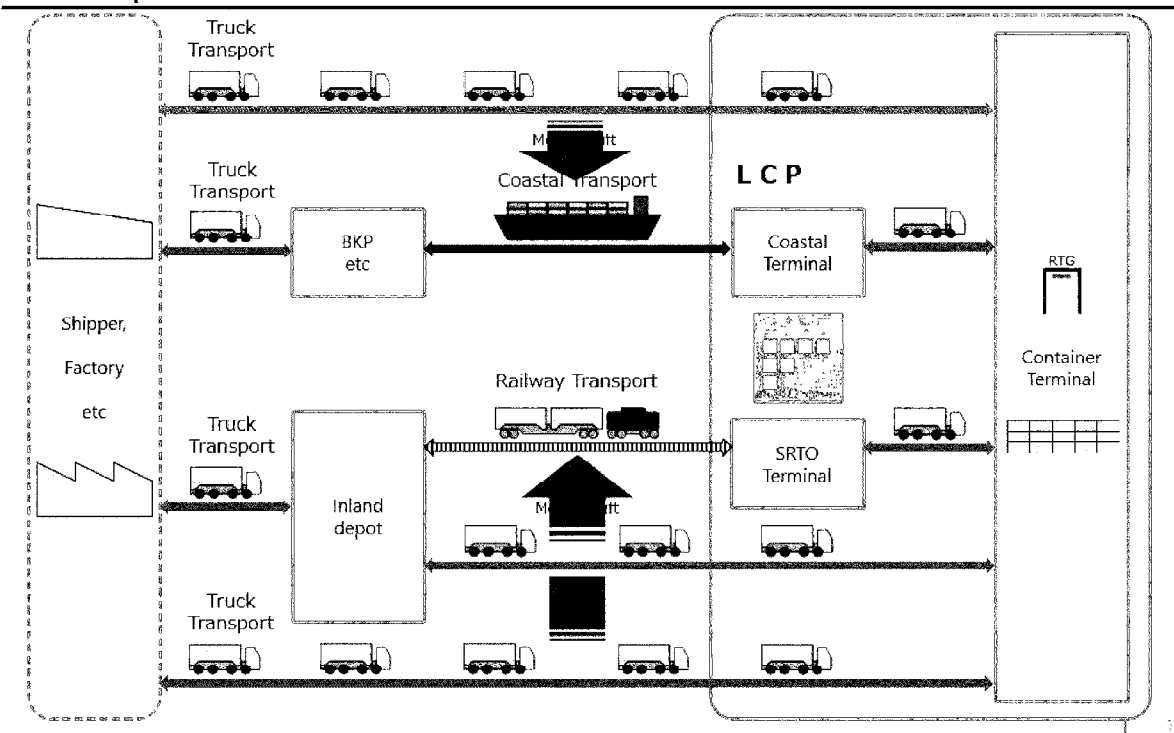 Truck
Transport
Truck
Transport
Coastal Transport
L C P
BKP
etc
Coastal
Terminal
RTG
Shipper,
Factory
etc
Container
Terminal
Railway Transport
Truck
Transport
SRTO
Terminal
Inland
depot
Truck
Transport